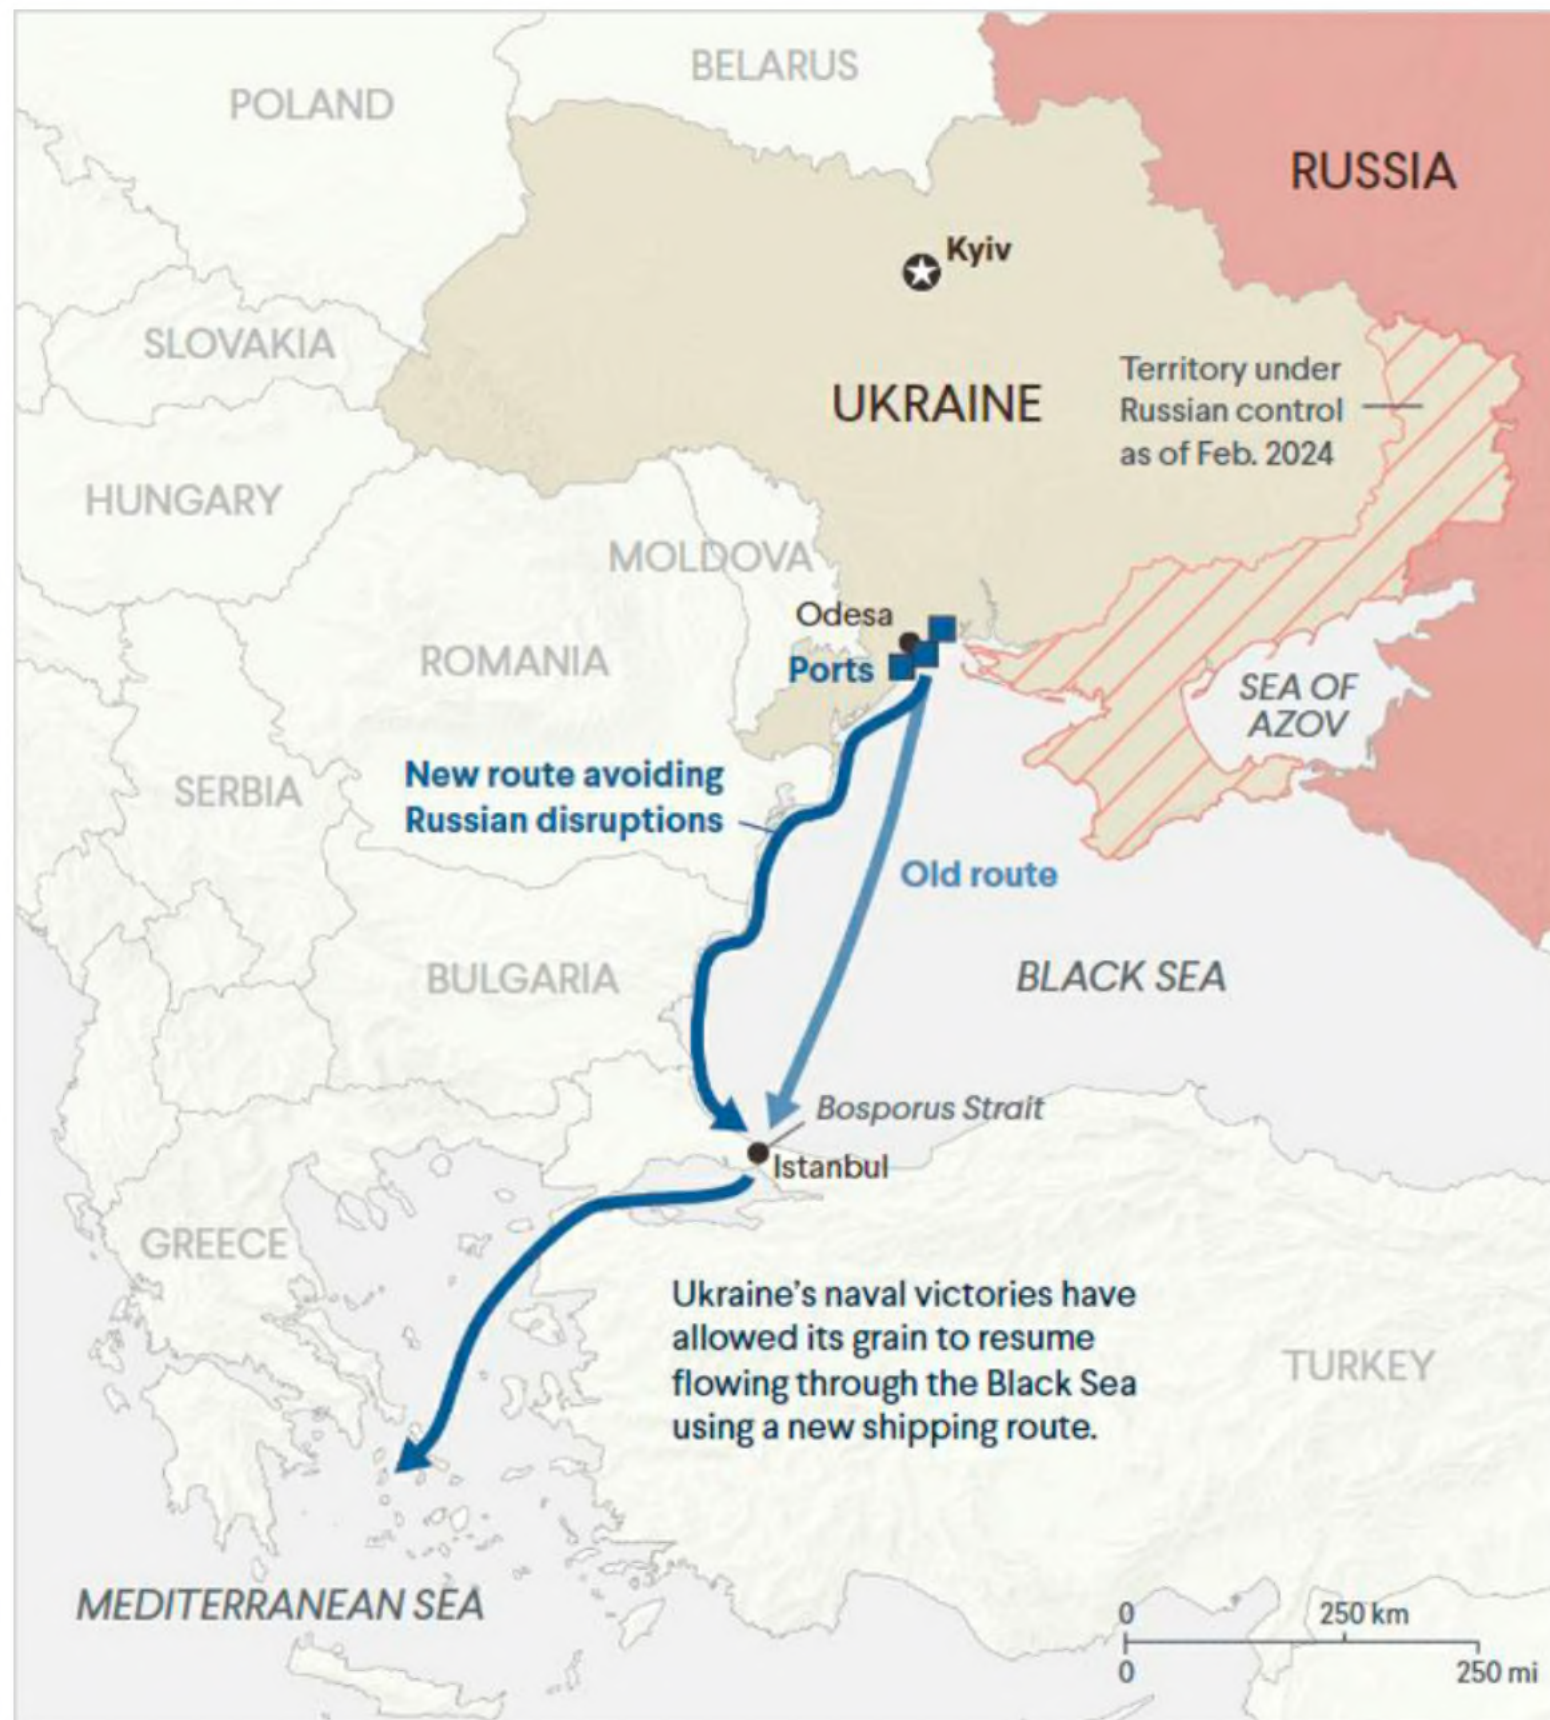 BELARUS
POLAND
RUSSIA
Kyiv
SLOVAKIA
Territory under
Russian control
as of Feb. 2024
UKRAINE
HUNGARY
MOLDOVA
Odesa
Ports
ROMANIA
SEA OF
AZOV
New route avoiding
Russian disruptions
SERBIA
Old route
BULGARIA
BLACK SEA
Bosporus Strait
Istanbul
GREECE
Ukraine's naval victories have
allowed its grain to resume
flowing through the Black Sea
using a new shipping route.
TURKEY
MEDITERRANEAN SEA
0 250 km
0 250 mi